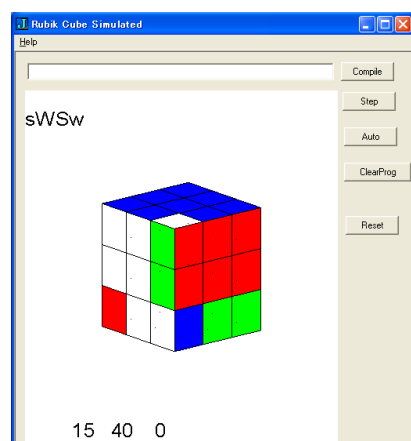 Rubik Cube Simulated
Help
Compile
Step
sWSw
Auto
ClearProg
Reset
15 40 0